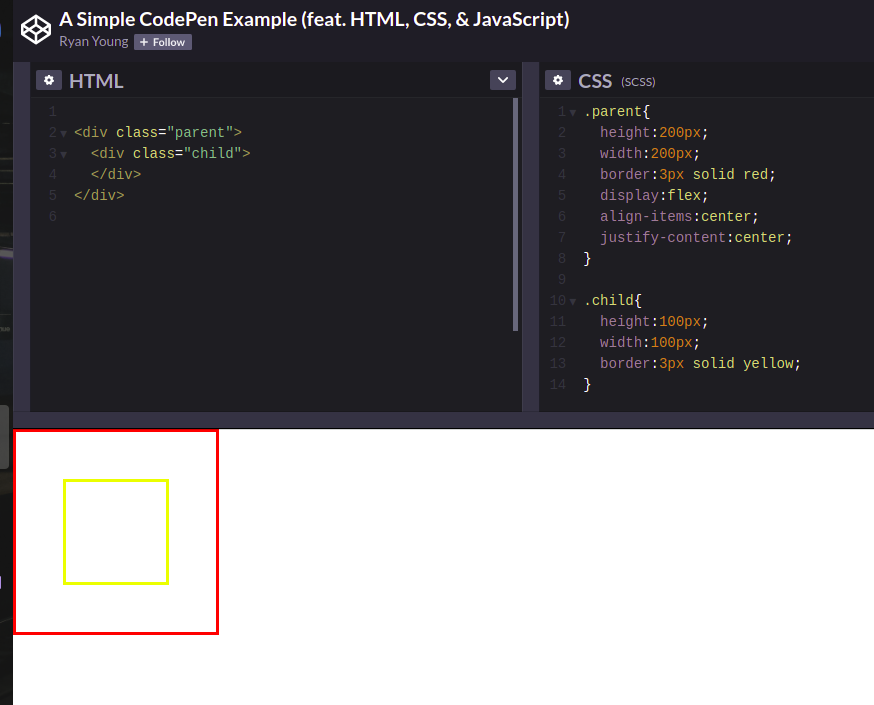 A Simple CodePen Example (feat. HTML, CSS, & JavaScript)
Ryan Young + Follow
HTML
1
2 <div class="parent">
3 <div class="child">
4 </div>
5 </div>
6
CSS (SCSS)
1 .parent{
2 height:200px;
3 width:200px;
4 border:3px solid red;
5 display:flex;
6 align-items:center;
7 justify-content:center;
8 }
9
10 .child{
11 height:100px;
12 width:100px;
13 border:3px solid yellow;
14 }